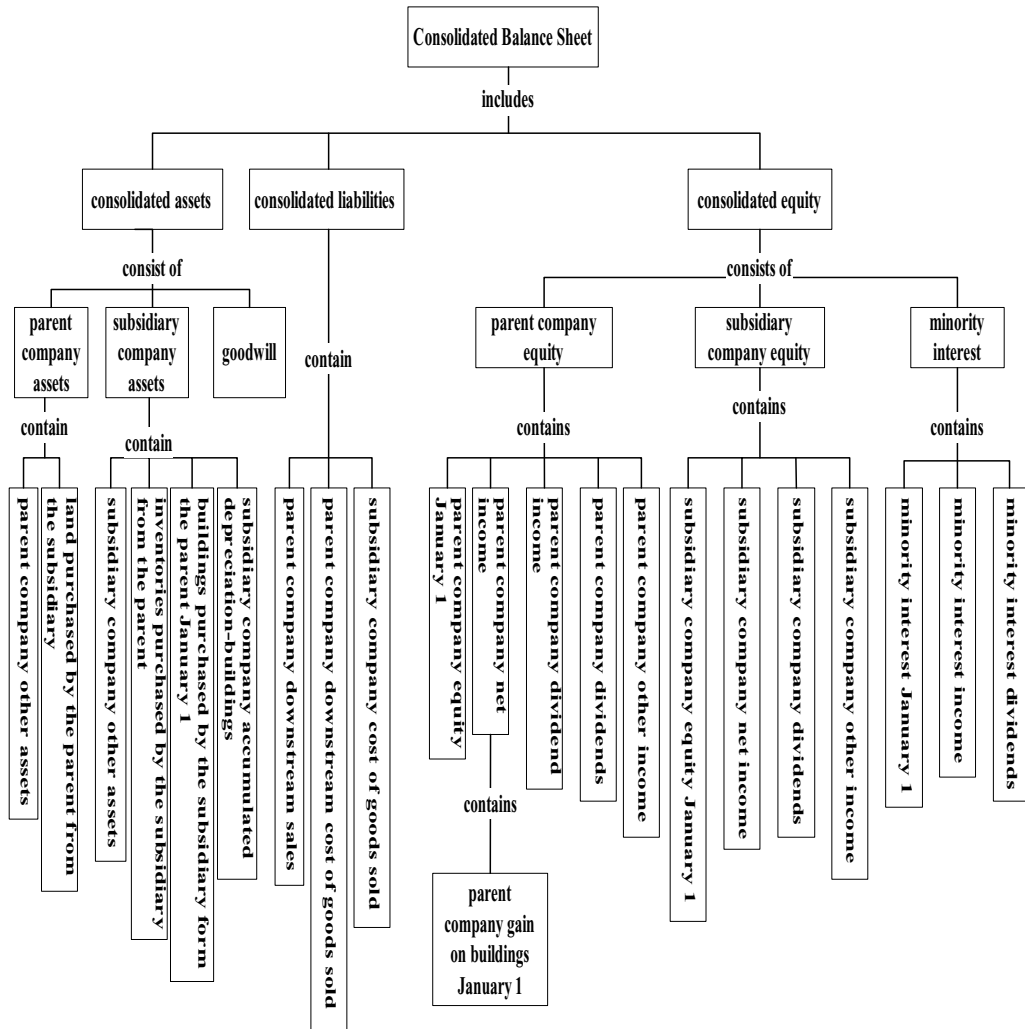 Consolidated Balance Sheet
includes
consolidated assets
consolidated liabilities
consolidated equity
consist of
consists of
parent
company
assets
subsidiary
company
assets
goodwill
contain
parent company
equity
subsidiary
company equity
minority
interest
contain
contain
contains
contains
contains
parent company other assets
land purchased by the parent from
the subsidiary
subsidiary company other assets
inventories purchased by the subsidiary
from the parent
buildings purchased by the subsidiary form
the parent January 1
subsidiary company accumulated
depreciation-buildings
parent company downstream sales
parent company downstream cost of goods sold
subsidiary company cost of goods sold
parent company equity
January 1
parent company net
income
parent company dividend
income
parent company dividends
parent company other income
subsidiary company equity January 1
subsidiary company net income
subsidiary company dividends
subsidiary company other income
minority interest January 1
minority interest income
minority interest dividends
contains
parent
company gain
on buildings
January 1